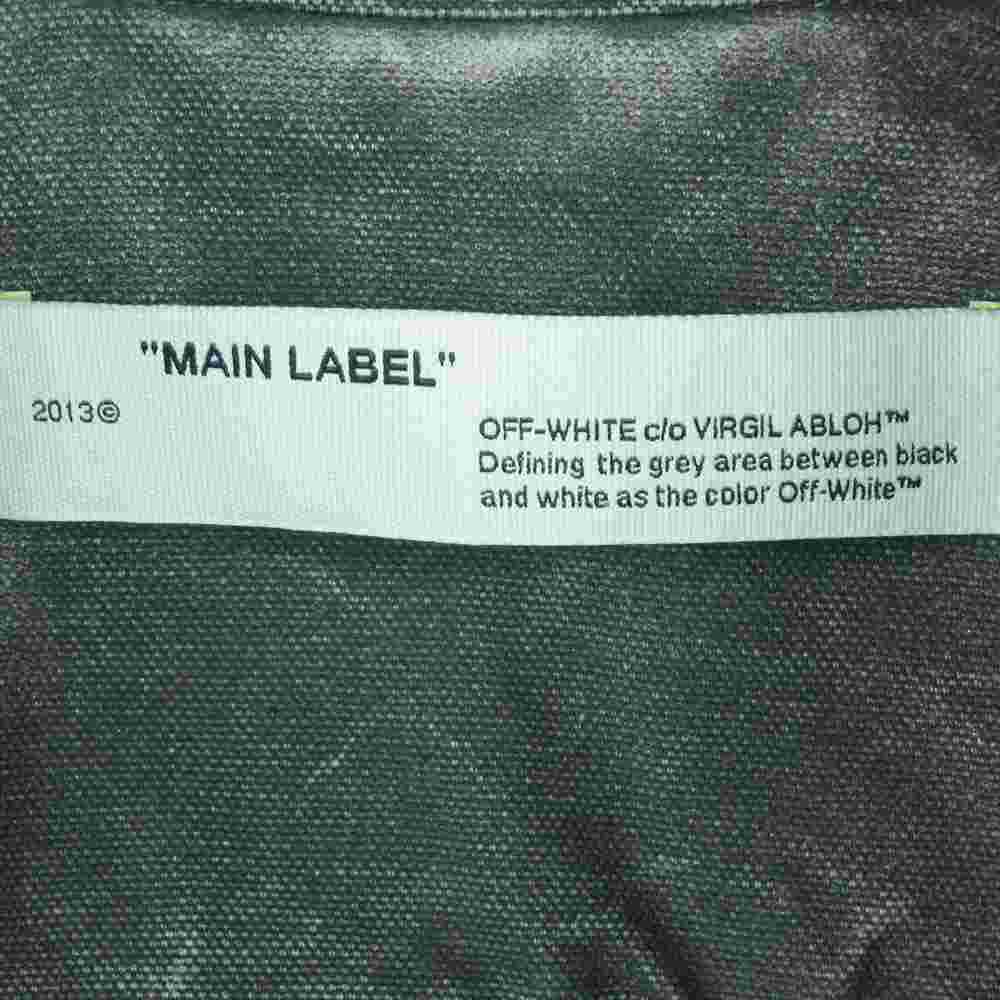 "MAIN LABEL"
2013©
OFF-WHITE c/o VIRGIL ABLOH™
Defining the grey area between black
and white as the color Off-White™